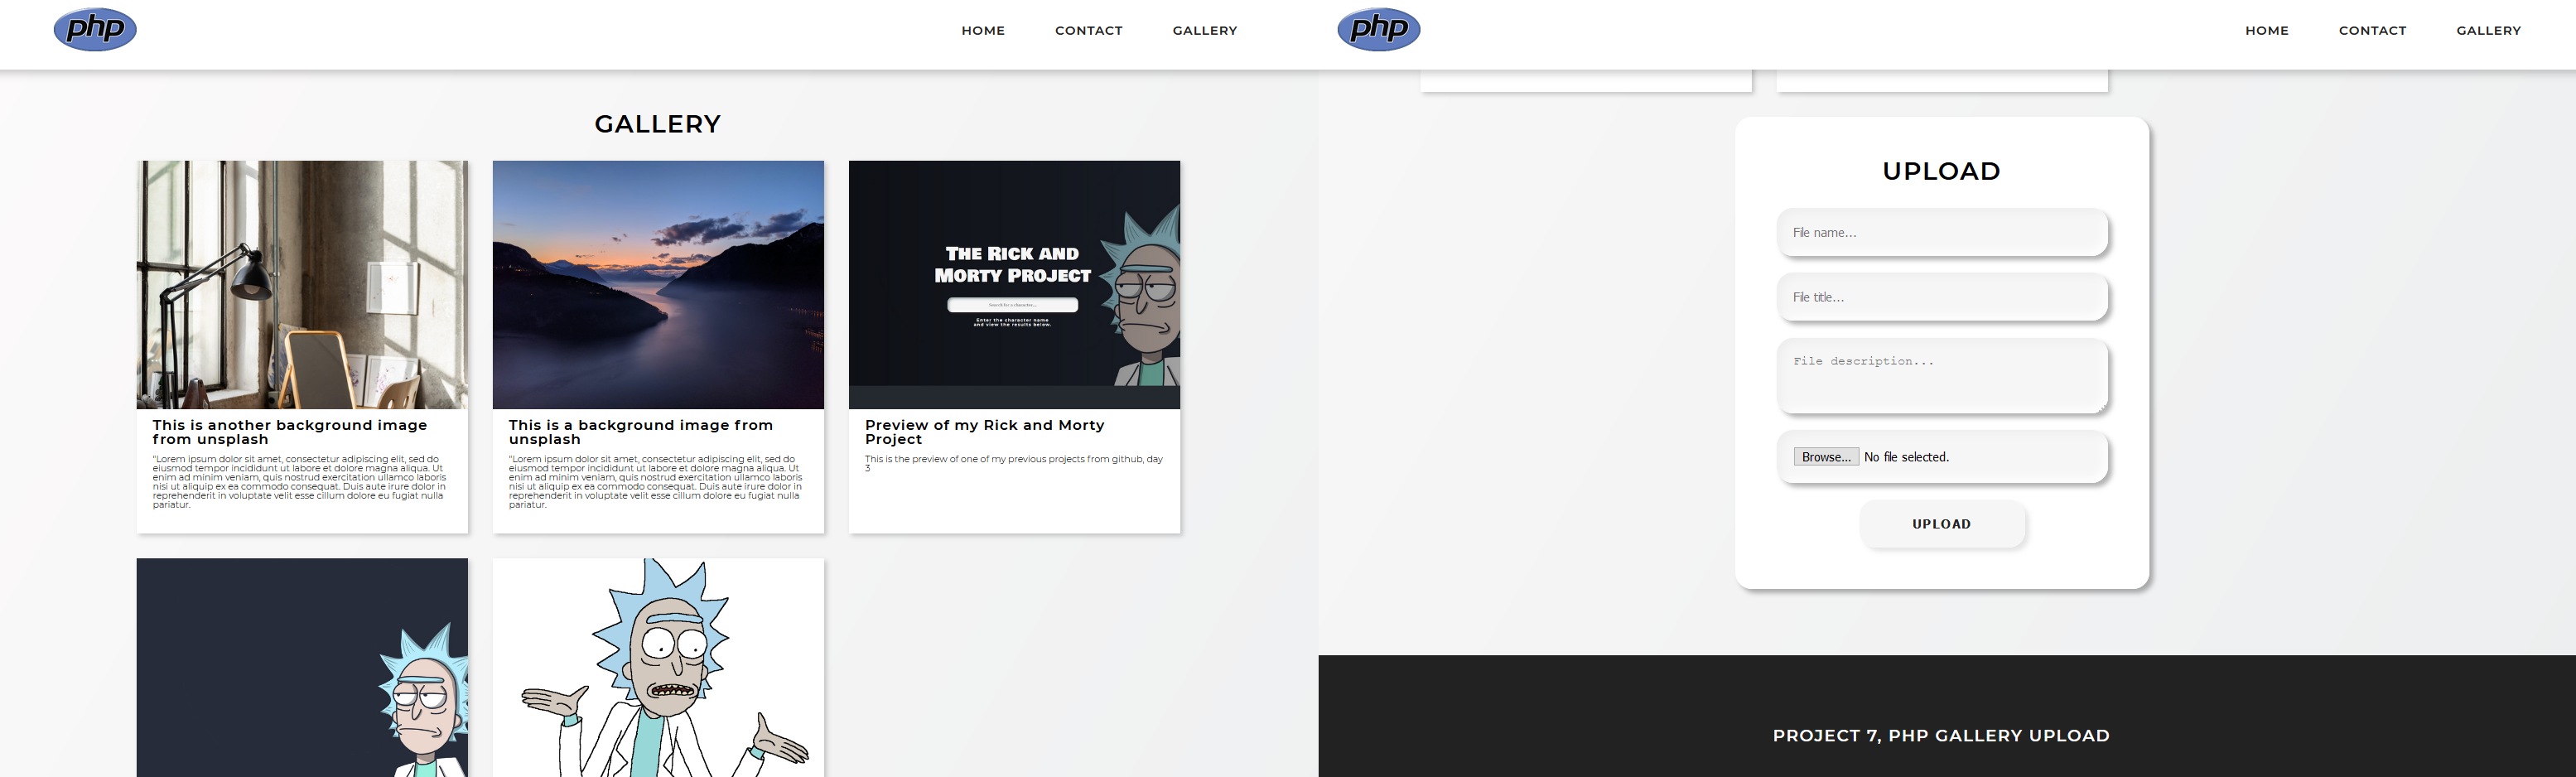 php
HOME CONTACT GALLERY
GALLERY
THE RICK AND
MORTY PROJECT
Search for a character...
Enter the character name
and view the results below.
This is another background image
from unsplash
"Lorem ipsum dolor sit amet, consectetur adipiscing elit, sed do
eiusmod tempor incididunt ut labore et dolore magna aliqua. Ut
enim ad minim veniam, quis nostrud exercitation ullamco laboris
nisi ut aliquip ex ea commodo consequat. Duis aute irure dolor in
reprehenderit in voluptate velit esse cillum dolore eu fugiat nulla
pariatur.
This is a background image from
unsplash
"Lorem ipsum dolor sit amet, consectetur adipiscing elit, sed do
eiusmod tempor incididunt ut labore et dolore magna aliqua. Ut
enim ad minim veniam, quis nostrud exercitation ullamco laboris
nisi ut aliquip ex ea commodo consequat. Duis aute irure dolor in
reprehenderit in voluptate velit esse cillum dolore eu fugiat nulla
pariatur.
Preview of my Rick and Morty
Project
This is the preview of one of my previous projects from github, day
3
php
HOME CONTACT GALLERY
UPLOAD
File name...
File title...
File description...
Browse... No file selected.
UPLOAD
PROJECT 7, PHP GALLERY UPLOAD